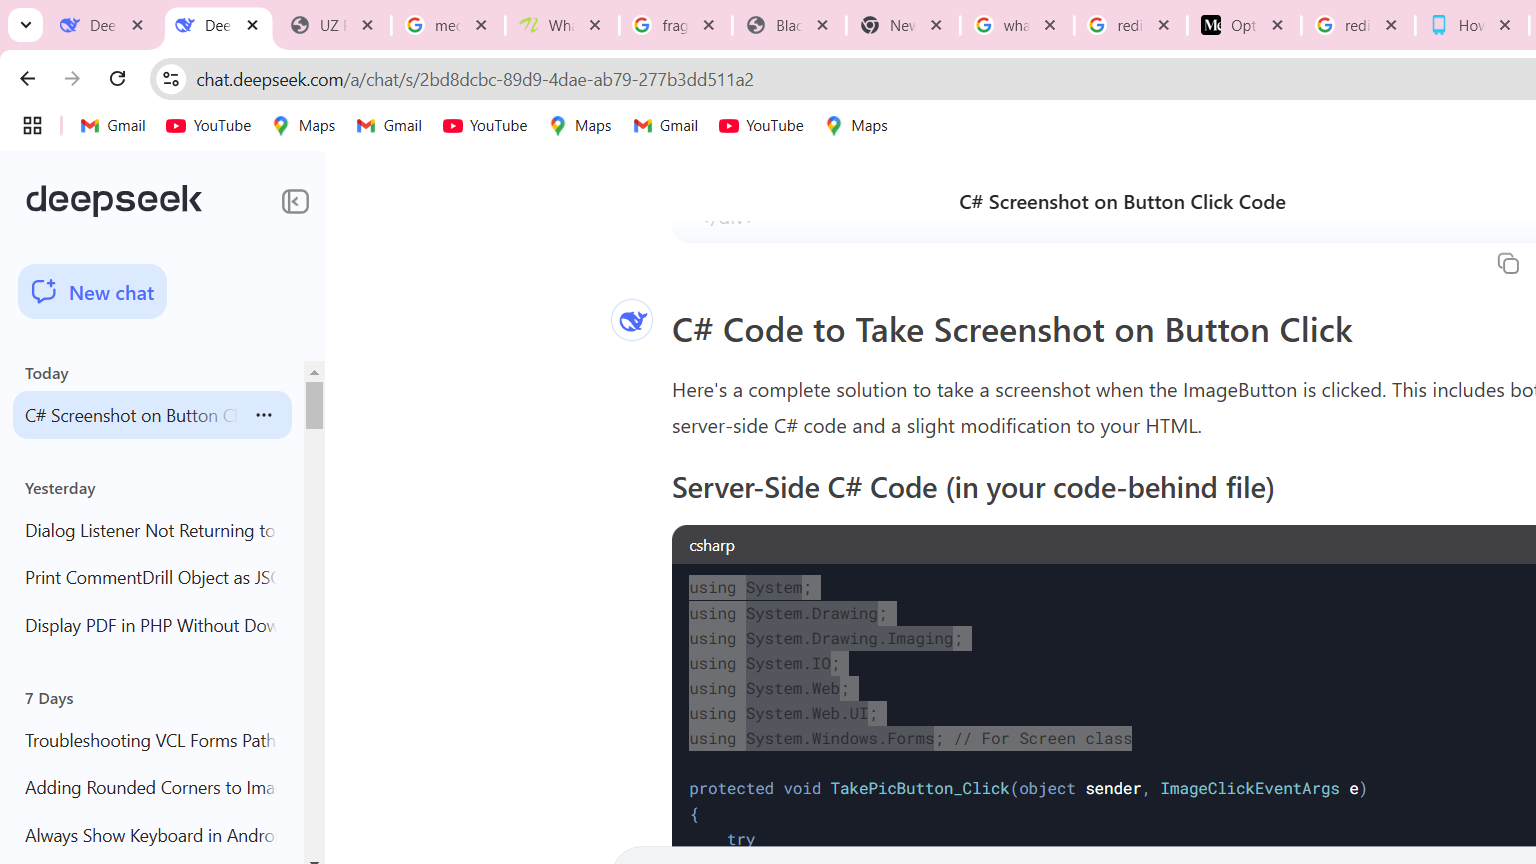 Dee
Dee
UZ
mec
Wha
frag
Blac
New
wha
redi
Opt
redi
How
chat.deepseek.com/a/chat/s/2bd8dcbc-89d9-4dae-ab79-277b3dd511a2
Gmail
YouTube
Maps
Gmail
YouTube
Maps
Gmail
YouTube
Maps
deepseek
New chat
Today
C# Screenshot on Button Cl
Yesterday
Dialog Listener Not Returning to
Print CommentDrill Object as JSO
Display PDF in PHP Without Dow
7 Days
Troubleshooting VCL Forms Path
Adding Rounded Corners to Ima
Always Show Keyboard in Andro
C# Screenshot on Button Click Code
C# Code to Take Screenshot on Button Click
Here's a complete solution to take a screenshot when the ImageButton is clicked. This includes bot
server-side C# code and a slight modification to your HTML.
Server-Side C# Code (in your code-behind file)
csharp
using System;
using System.Drawing;
using System.Drawing.Imaging;
using System.IO;
using System.Web;
using System.Web.UI;
using System.Windows.Forms; // For Screen class
protected void TakePicButton_Click(object sender, ImageClickEventArgs e)
{
try